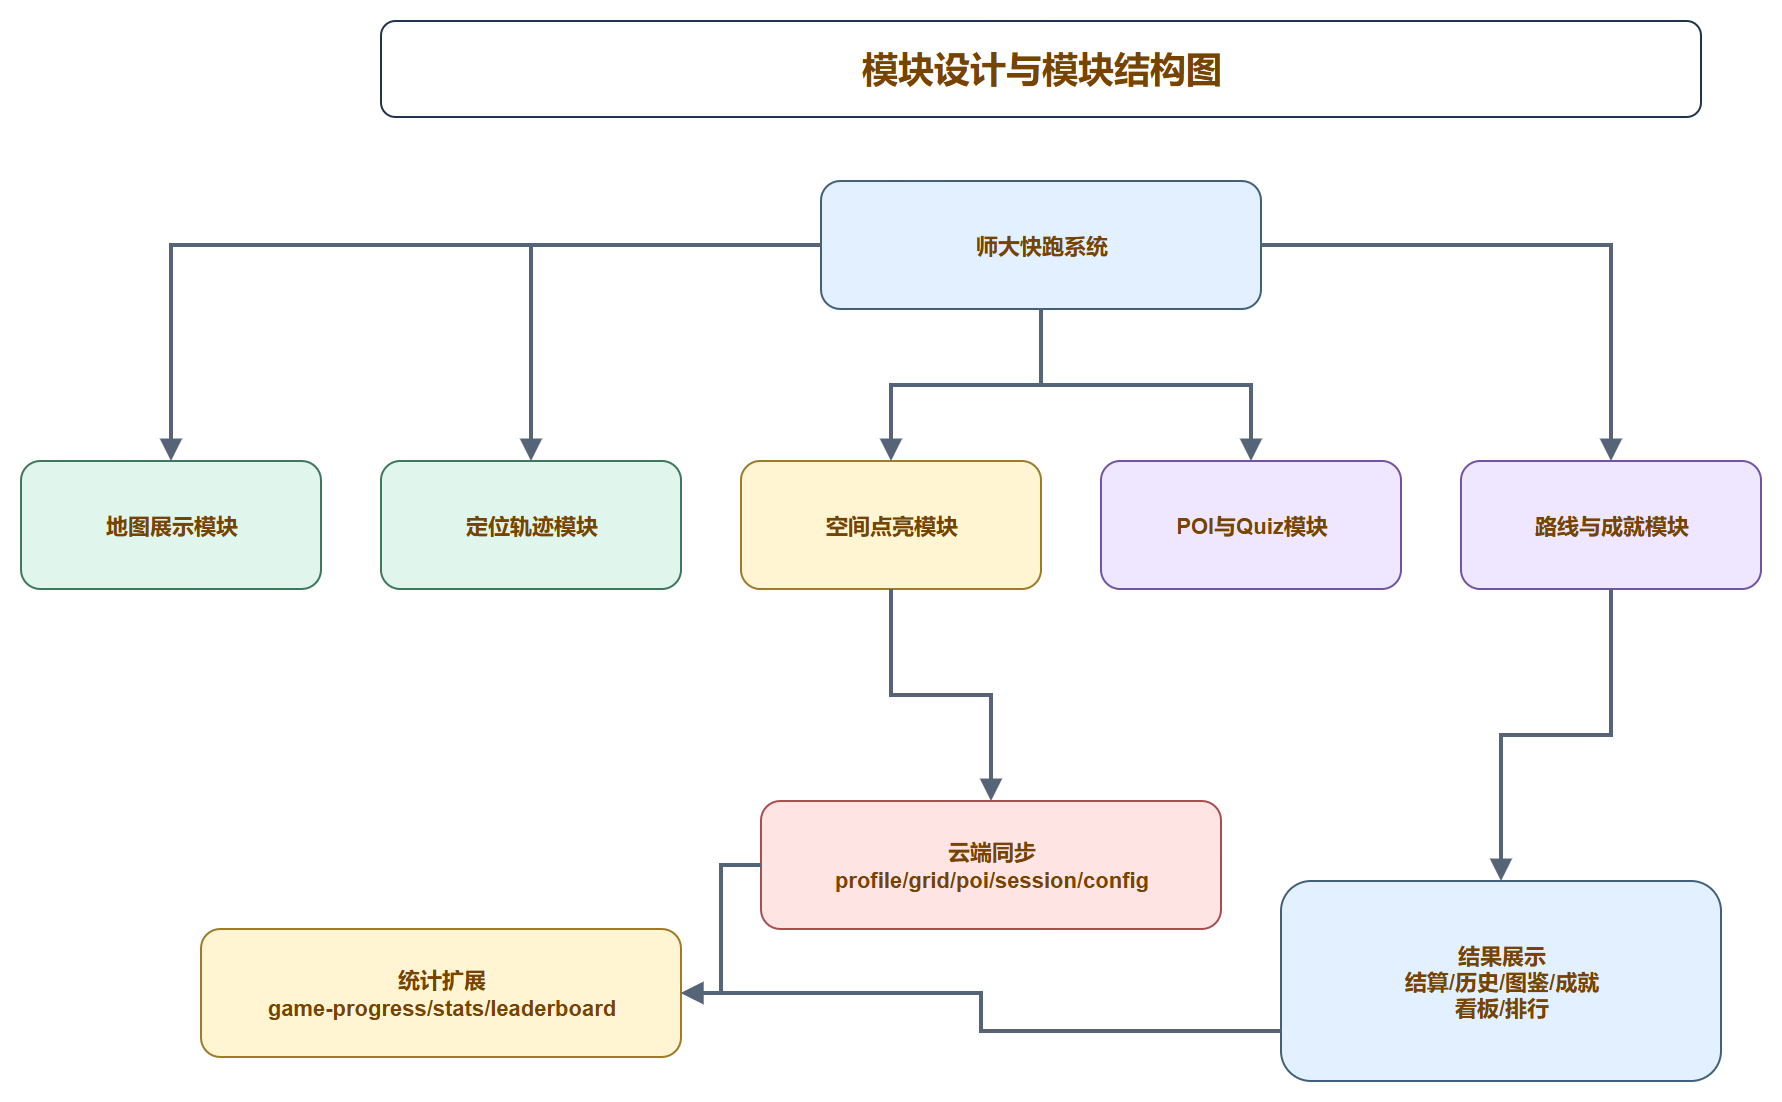 模块设计与模块结构图
师大快跑系统
地图展示模块
定位轨迹模块
空间点亮模块
POI与Quiz模块
路线与成就模块
云端同步
profile/grid/poi/session/config
统计扩展
game-progress/stats/leaderboard
结果展示
结算/历史/图鉴/成就
看板/排行